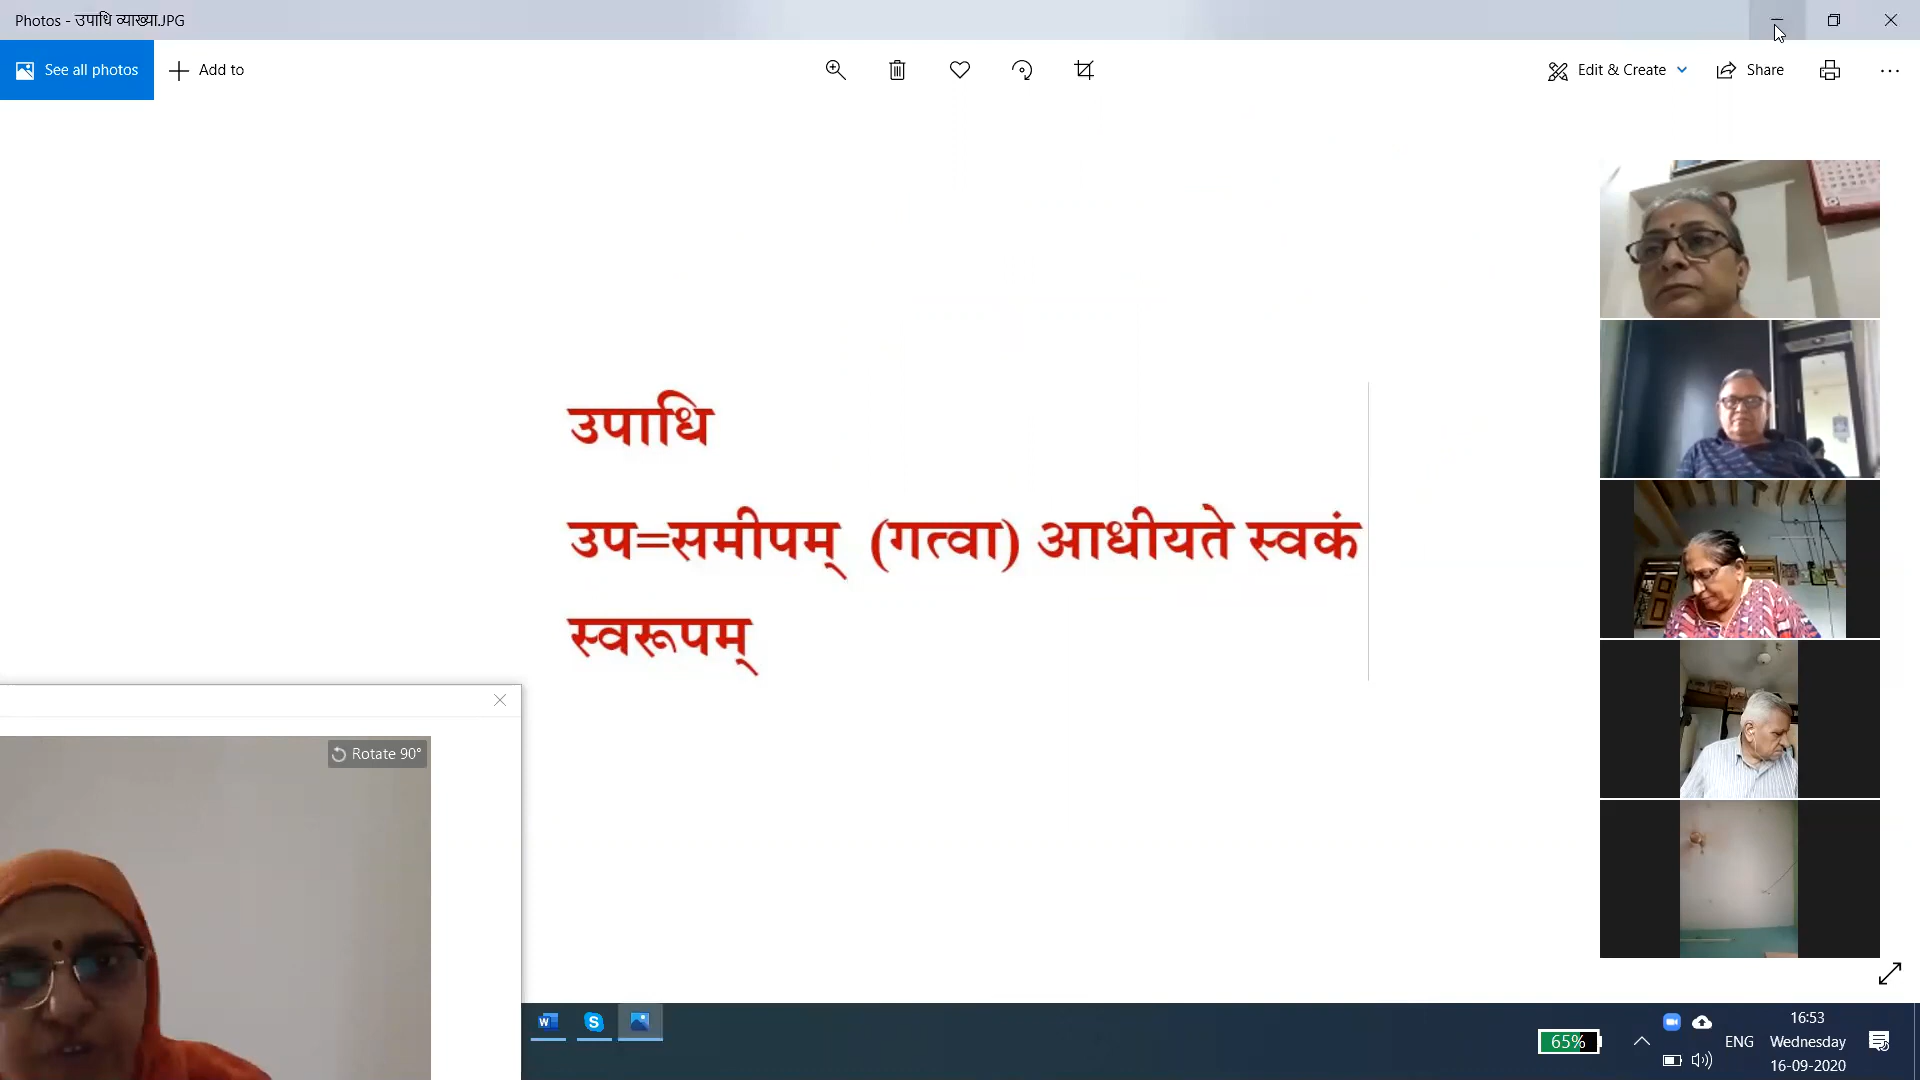 Photos - उपाधि व्याख्या.JPG
See all photos
Add to
Edit & Create
Share
उपाधि
उप=समीपम् (गत्वा) आधीयते स्वकं
स्वरूपम्
Rotate 90°
65%
ENG
16:53
Wednesday
16-09-2020